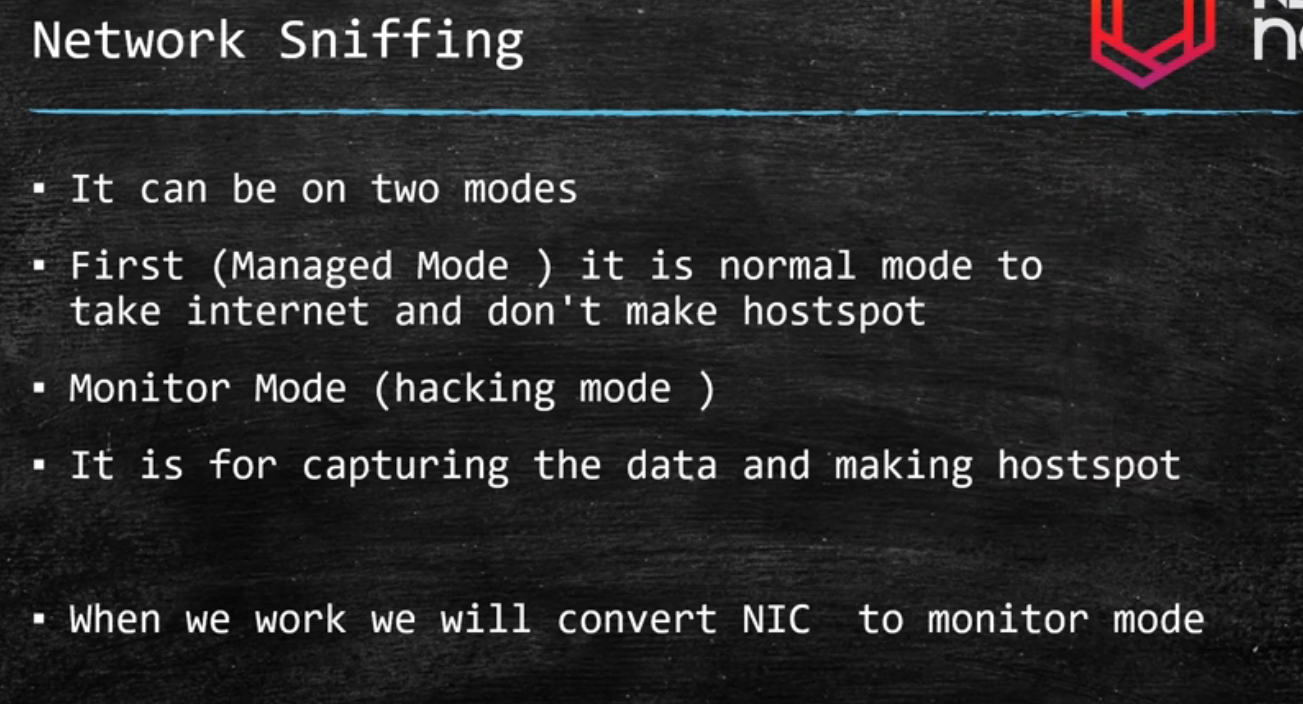 Network Sniffing
▪ It can be on two modes
▪ First (Managed Mode ) it is normal mode to
take internet and don't make hostspot
▪ Monitor Mode (hacking mode )
▪ It is for capturing the data and making hostspot
▪ When we work we will convert NIC  to monitor mode